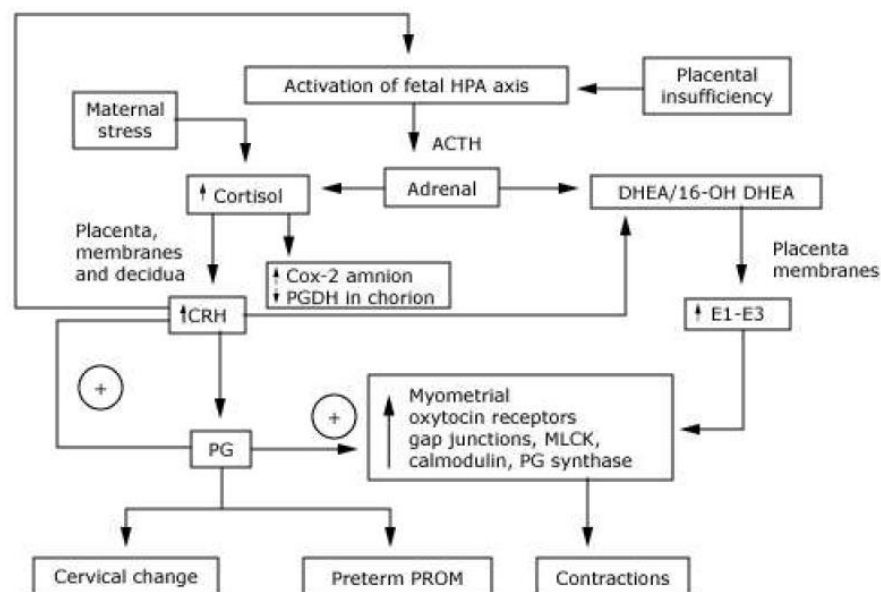 Activation of fetal HPA axis
Placental
insufficiency
Maternal
stress
ACTH
↑ Cortisol
Adrenal
DHEA/16-OH DHEA
Placenta,
membranes
and decidua
↑ Cox-2 amnion
↓ PGDH in chorion
Placenta
membranes
↑CRH
↑ E1-E3
+
+
↑ Myometrial
oxytocin receptors
gap junctions, MLCK,
calmodulin, PG synthase
PG
Cervical change
Preterm PROM
Contractions